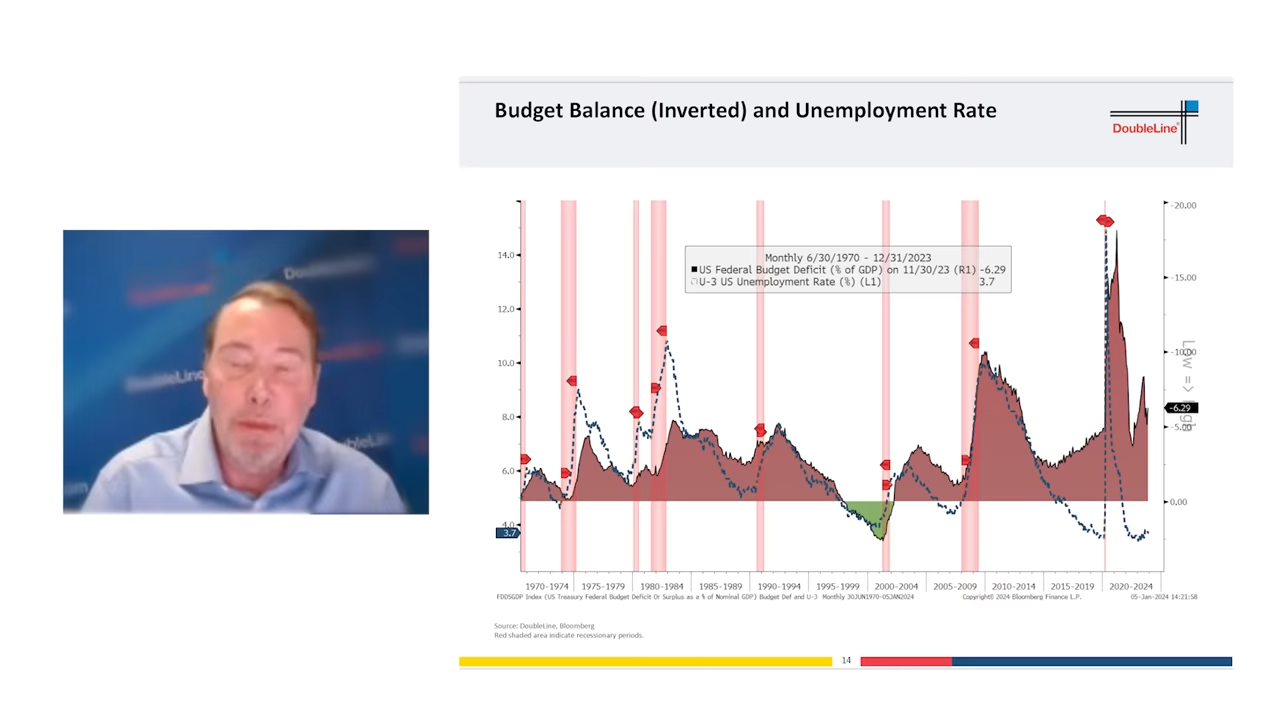 Budget Balance (Inverted) and Unemployment Rate
DoubleLine®
DoubleLine
Monthly 6/30/1970 - 12/31/2023
US Federal Budget Deficit (% of GDP) on 11/30/23 (R1) -6.29
U-3 US Unemployment Rate (%) (L1) 3.7
14.0
12.0
10.0
8.0
6.0
4.0
3.7
-20.00
-15.00
-10.00
-6.29
-5.00
0.00
Low =>
1970-1974 1975-1979 1980-1984 1985-1989 1990-1994 1995-1999 2000-2004 2005-2009 2010-2014 2015-2019 2020-2024
FDDSGDP Index (US Treasury Federal Budget Deficit Or Surplus as a % of Nominal GDP) Budget Def and U-3 Monthly 30JUN1970-05JAN2024 Copyright© 2024 Bloomberg Finance L.P. 05-Jan-2024 14:21:58
Source: DoubleLine, Bloomberg
Red shaded area indicate recessionary periods.
14